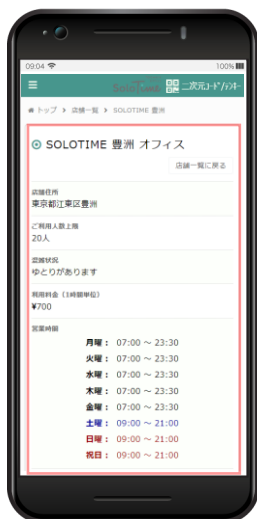 09:04 100%
SoloTime 二次元コード/テンキー
トップ > 店舗一覧 > SOLOTIME 豊洲
SOLOTIME 豊洲 オフィス
店舗一覧に戻る
店舗住所
東京都江東区豊洲
ご利用人数上限
20人
混雑状況
ゆとりがあります
利用料金（1時間単位）
¥700
営業時間
月曜： 07:00 ～ 23:30
火曜： 07:00 ～ 23:30
水曜： 07:00 ～ 23:30
木曜： 07:00 ～ 23:30
金曜： 07:00 ～ 23:30
土曜： 09:00 ～ 21:00
日曜： 09:00 ～ 21:00
祝日： 09:00 ～ 21:00